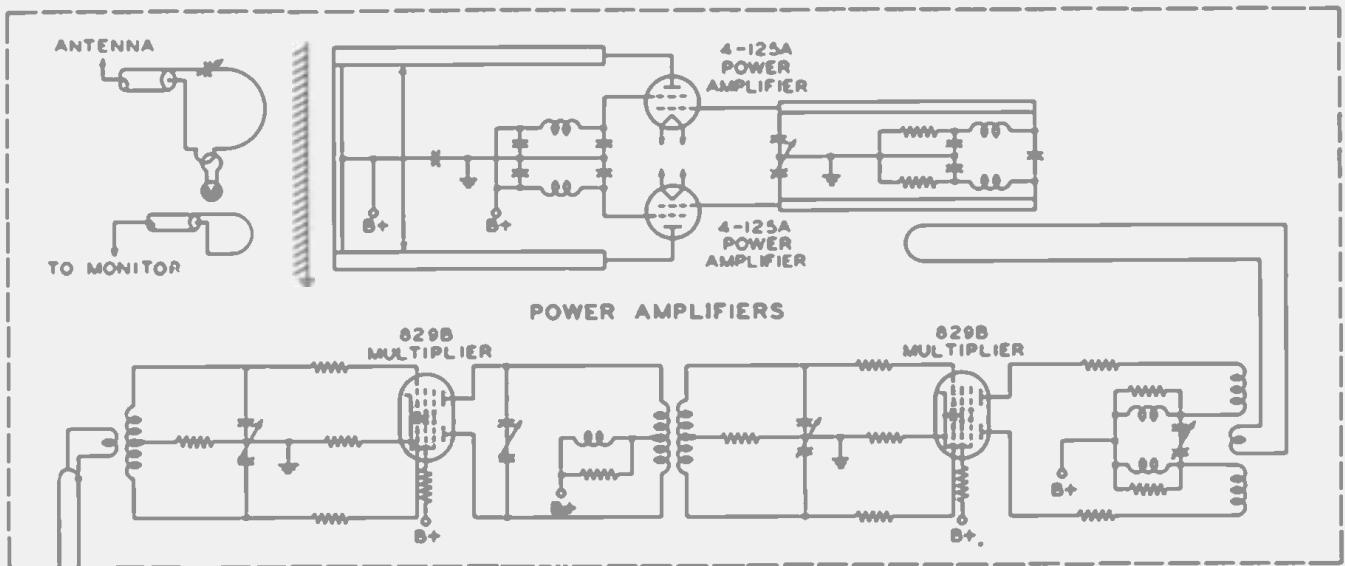 ANTENNA
TO MONITOR
4-125A
POWER
AMPLIFIER
B+
B+
4-125A
POWER
AMPLIFIER
POWER AMPLIFIERS
829B
MULTIPLIER
829B
MULTIPLIER
B+
B+
B+
B+